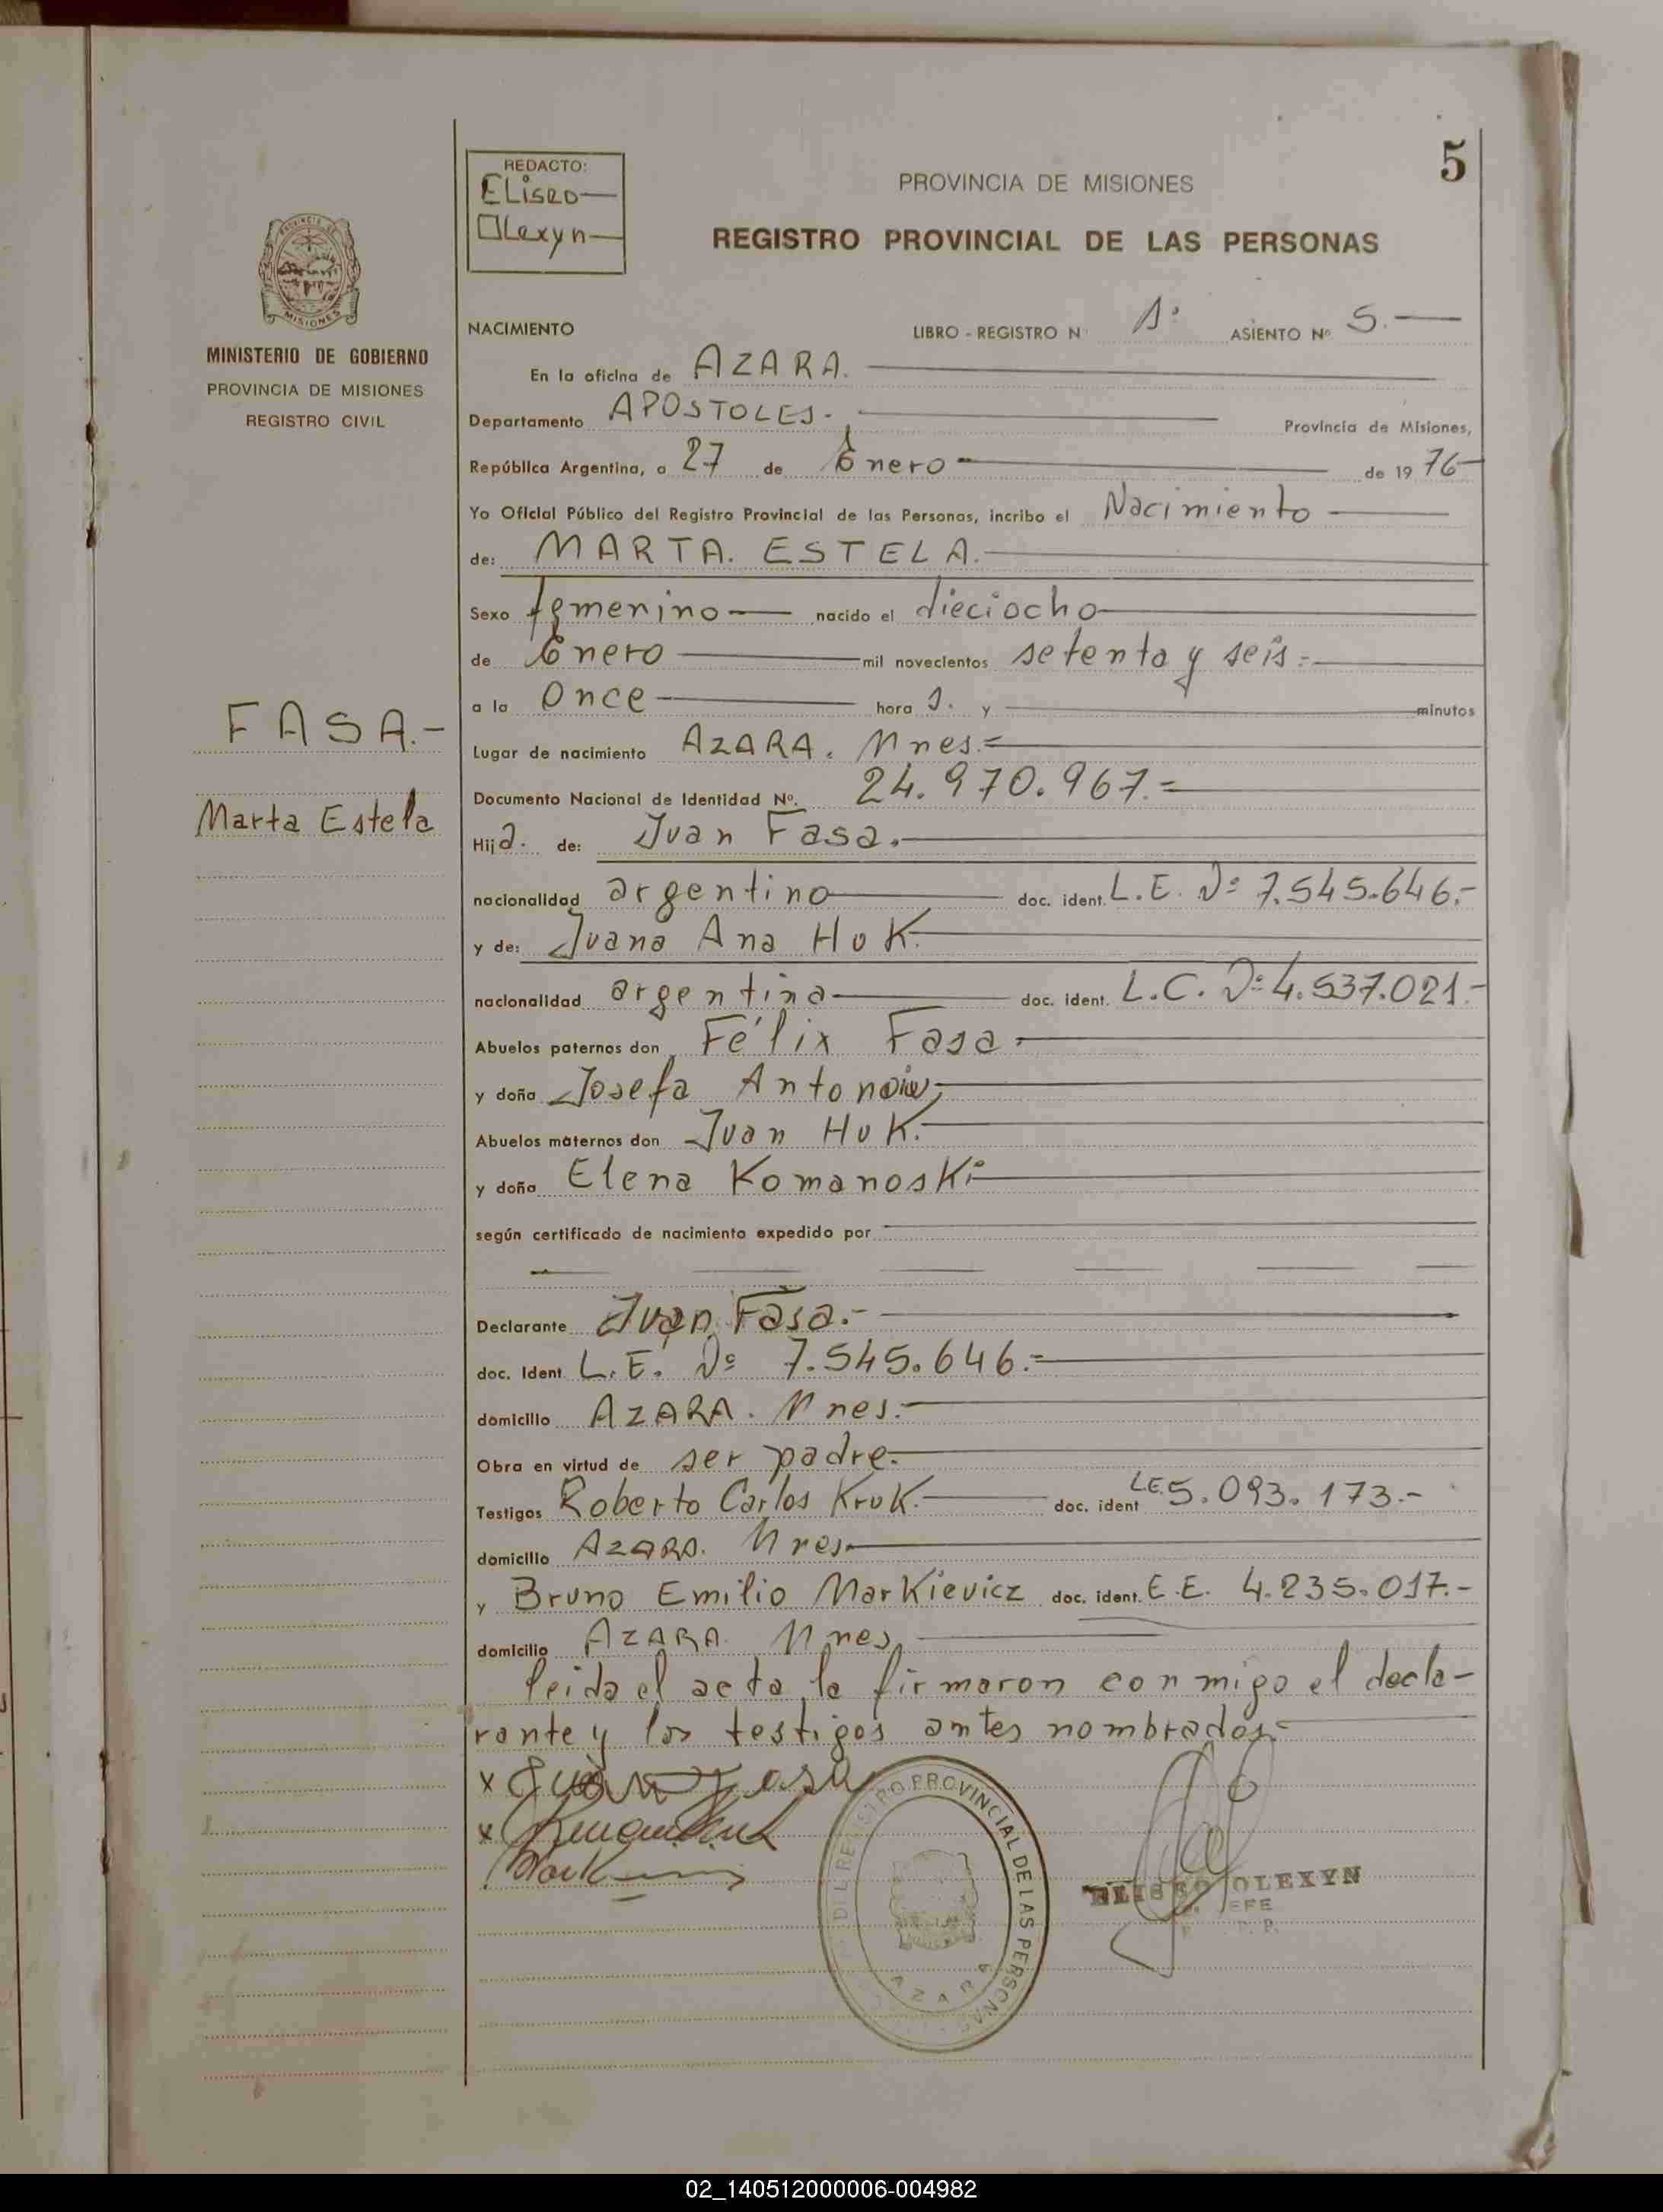 5
REDACTO:
ELiseo
Olexyn
PROVINCIA DE MISIONES
REGISTRO PROVINCIAL DE LAS PERSONAS
MISIONES
MINISTERIO DE GOBIERNO
PROVINCIA DE MISIONES
REGISTRO CIVIL
NACIMIENTO LIBRO - REGISTRO Nº 1º ASIENTO Nº 5.
En la oficina de AZARA.
Departamento APOSTOLES. Provincia de Misiones,
República Argentina, a 27 de Enero de 1976
Yo Oficial Público del Registro Provincial de las Personas, incribo el Nacimiento
de: MARTA. ESTELA.
Sexo femenino nacido el dieciocho
de Enero mil novecientos setenta y seis.
a la Once hora s. y minutos
FASA.-
Lugar de nacimiento AZARA. Mnes.=
Documento Nacional de Identidad Nº. 24.970.967.=
Marta Estela
Hija. de: Juan Fasa.
nacionalidad argentino doc. ident. L.E. Nº 7.545.646.-
y de: Juana Ana HuK.
nacionalidad argentina doc. ident. L.C. Nº 4.537.021.-
Abuelos paternos don Félix Fasa
y doña Josefa
Abuelos maternos don Juan HuK.
y doña Elena KomanosKi
según certificado de nacimiento expedido por
Declarante Juan Fasa.-
doc. Ident L.E. Nº 7.545.646.=
domicilio AZARA. Mnes.
Obra en virtud de ser padre.
Testigos Roberto Carlos KruK. doc. ident L.E 5.093.173.-
domicilio AZARA. Mnes
y Bruno Emilio MarKievicz doc. ident. E.E. 4.235.017.-
domicilio AZARA. Mnes
leida el acta la firmaron conmigo el decla-
rante y los testigos antes nombrados
x Juan Fasa
x
REGISTRO PROVINCIAL DE LAS PERSONAS
AZARA
ELISEO OLEXYN
JEFE
02_140512000006-004982